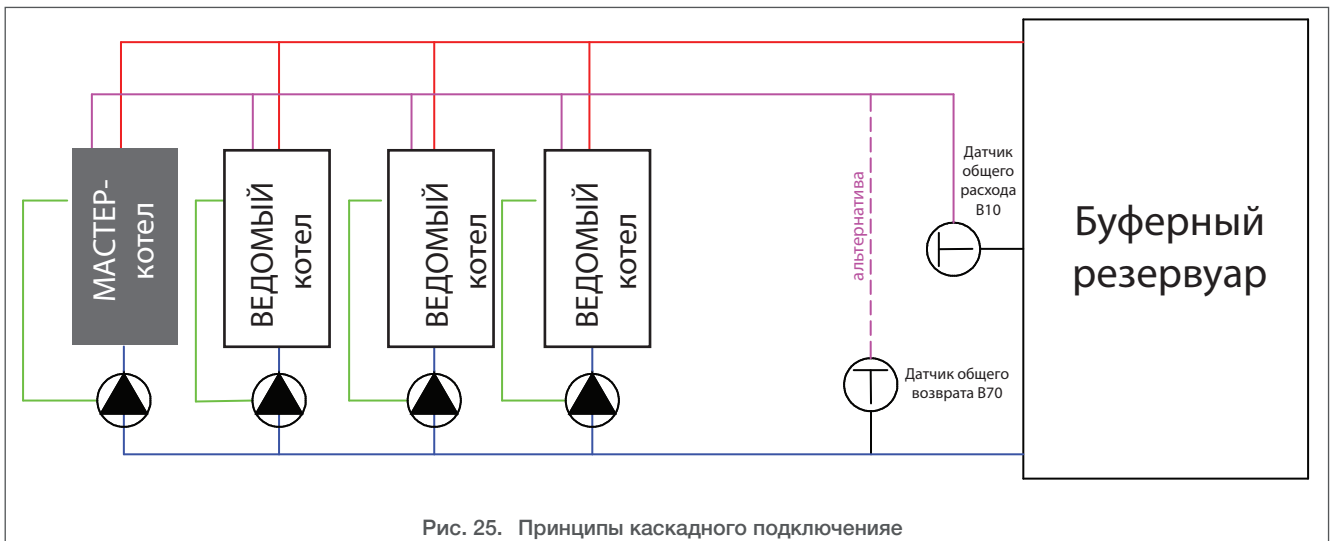 МАСТЕР-
котел
ВЕДОМЫЙ
котел
ВЕДОМЫЙ
котел
ВЕДОМЫЙ
котел
альтернатива
Датчик
общего
расхода
B10
Датчик общего
возврата B70
Буферный
резервуар
Рис. 25. Принципы каскадного подключенияе